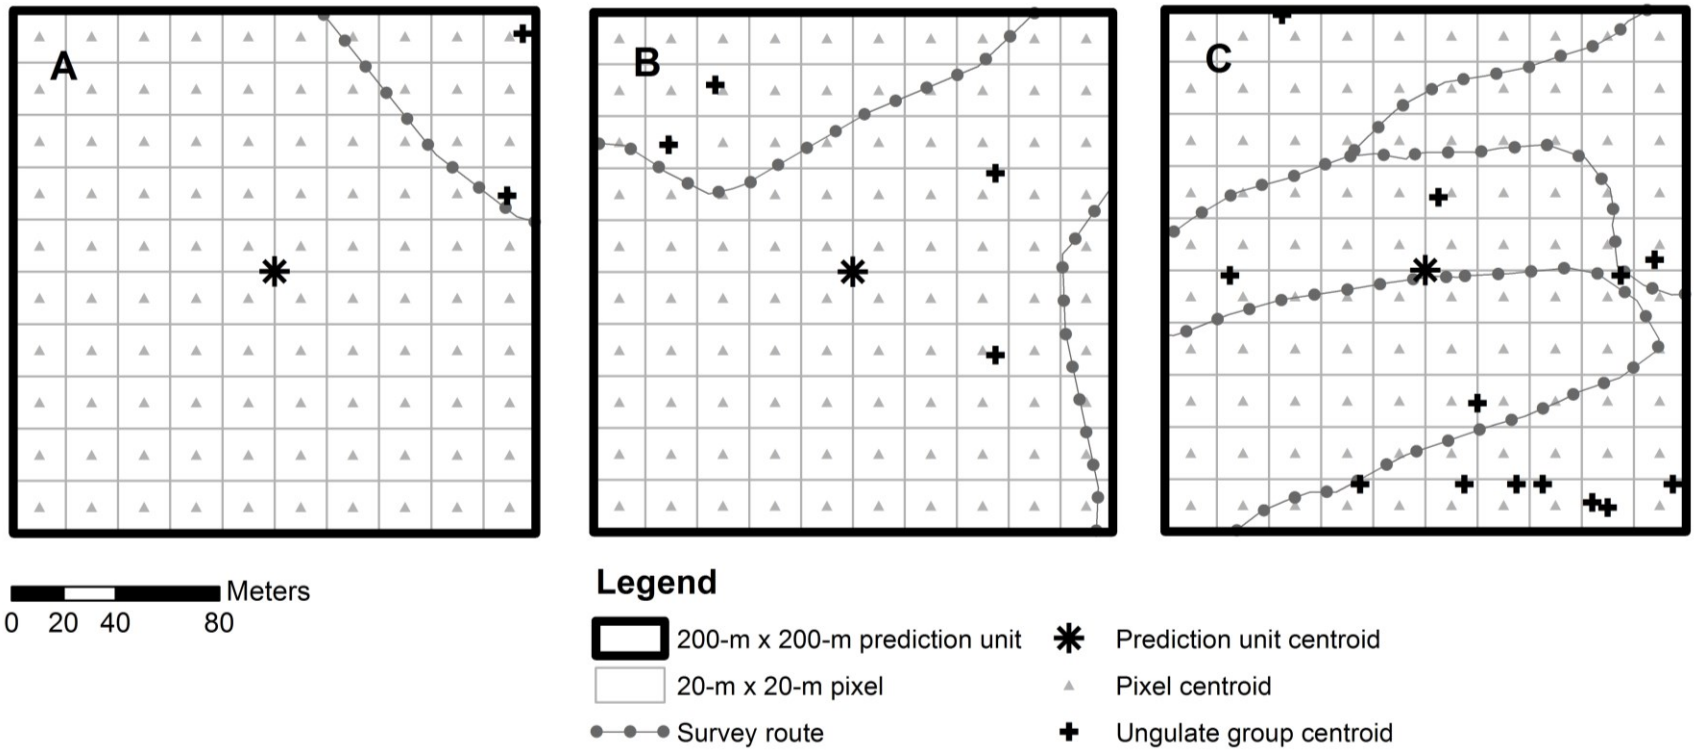 A
B
C
Meters
0 20 40 80
Legend
200-m x 200-m prediction unit
20-m x 20-m pixel
Survey route
Prediction unit centroid
Pixel centroid
Ungulate group centroid